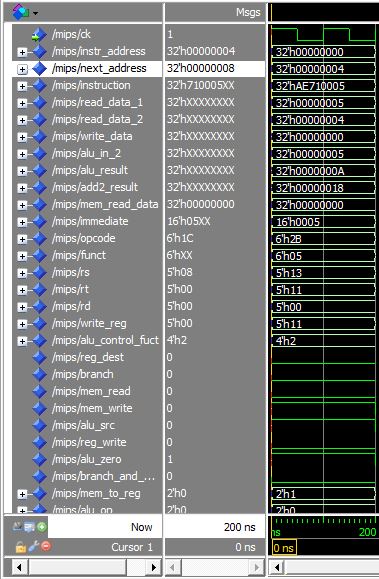 Msgs
/mips/ck 1
/mips/instr_address 32'h00000004 32'h00000000
/mips/next_address 32'h00000008 32'h00000004
/mips/instruction 32'h710005XX 32'hAE710005
/mips/read_data_1 32'hXXXXXXXX 32'h00000005
/mips/read_data_2 32'hXXXXXXXX 32'h00000004
/mips/write_data 32'hXXXXXXXX 32'h00000000
/mips/alu_in_2 32'hXXXXXXXX 32'h00000005
/mips/alu_result 32'hXXXXXXXX 32'h0000000A
/mips/add2_result 32'hXXXXXXXX 32'h00000018
/mips/mem_read_data 32'h00000000 32'h00000000
/mips/immediate 16'h05XX 16'h0005
/mips/opcode 6'h1C 6'h2B
/mips/funct 6'hXX 6'h05
/mips/rs 5'h08 5'h13
/mips/rt 5'h00 5'h11
/mips/rd 5'h00 5'h00
/mips/write_reg 5'h00 5'h11
/mips/alu_control_fuct 4'h2 4'h2
/mips/reg_dest 0
/mips/branch 0
/mips/mem_read 0
/mips/mem_write 0
/mips/alu_src 0
/mips/reg_write 0
/mips/alu_zero 1
/mips/branch_and_... 0
/mips/mem_to_reg 2'h0 2'h1
/mips/alu_op 2'h0 2'h0
Now 200 ns ns 200
Cursor 1 0 ns 0 ns